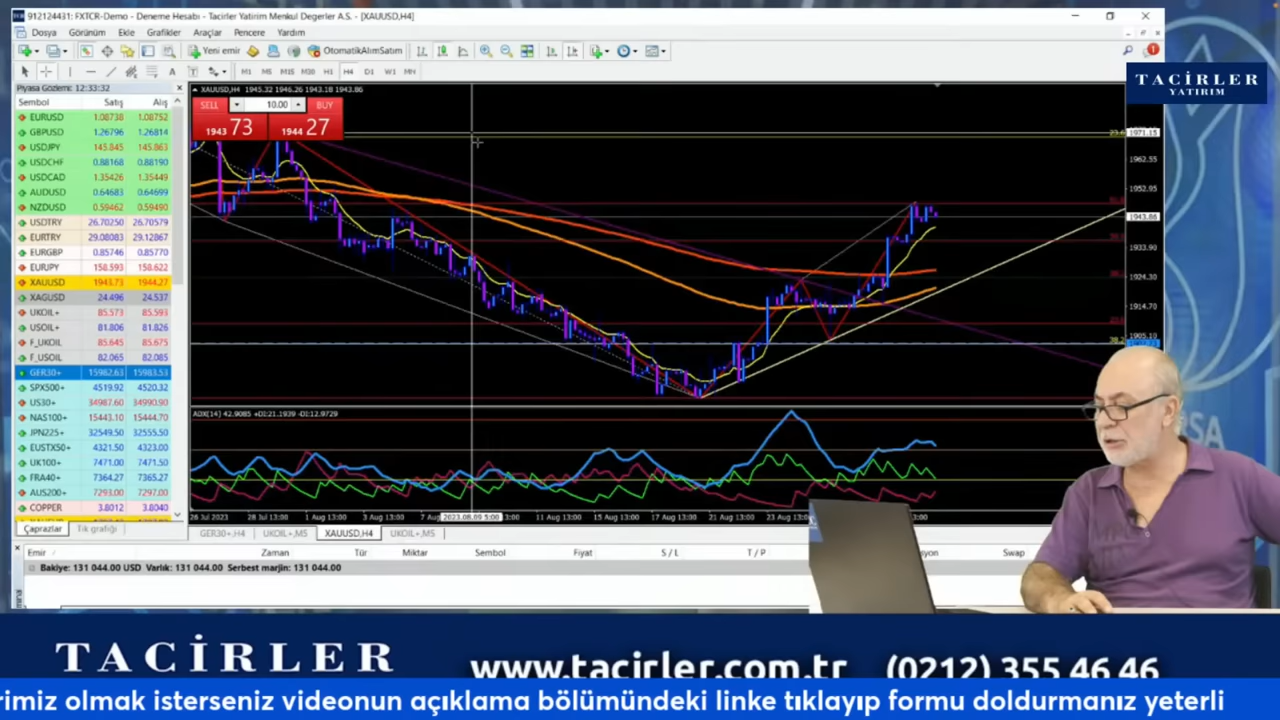 912124431: FXTCR-Demo - Deneme Hesabı - Tacirler Yatirim Menkul Degerler A.S. - [XAUUSD,H4]
Dosya Görünüm Ekle Grafikler Araçlar Pencere Yardım
Yeni emir OtomatikAlımSatım
1
A T M1 M5 M15 M30 H1 H4 D1 W1 MN
TACİRLER
YATIRIM
Piyasa Gözlemi: 12:33:32
Sembol Satış Alış
EURUSD 1.08738 1.08752
GBPUSD 1.26796 1.26814
USDJPY 145.845 145.863
USDCHF 0.88168 0.88190
USDCAD 1.35426 1.35449
AUDUSD 0.64683 0.64699
NZDUSD 0.59462 0.59490
USDTRY 26.70250 26.70579
EURTRY 29.08083 29.12867
EURGBP 0.85746 0.85770
EURJPY 158.593 158.622
XAUUSD 1943.73 1944.27
XAGUSD 24.496 24.537
UKOIL+ 85.573 85.593
USOIL+ 81.806 81.826
F_UKOIL 85.645 85.675
F_USOIL 82.065 82.085
GER30+ 15982.63 15983.53
SPX500+ 4519.92 4520.32
US30+ 34987.60 34990.90
NAS100+ 15443.10 15444.70
JPN225+ 32549.50 32555.50
EUSTX50+ 4321.50 4323.00
UK100+ 7471.00 7471.50
FRA40+ 7364.27 7365.27
AUS200+ 7293.00 7297.00
COPPER 3.8012 3.8040
Çaprazlar Tik grafiği
XAUUSD,H4 1945.32 1946.26 1943.18 1943.86
SELL 10.00 BUY
1943 73 1944 27
1971.15
1962.55
1952.95
1943.86
1933.90
1924.30
1914.70
1905.10
ADX(14) 42.9085 +DI:21.1939 -DI:12.9729
26 Jul 2023 28 Jul 13:00 1 Aug 13:00 3 Aug 13:00 7 Aug 2023.08.09 5:00 13:00 11 Aug 13:00 15 Aug 13:00 17 Aug 13:00 21 Aug 13:00 23 Aug 13:00
GER30+,H4 UKOIL+,M5 XAUUSD,H4 UKOIL+,M5
Emir Zaman Tür Miktar Sembol Fiyat S / L T / P Swap
Bakiye: 131 044.00 USD Varlık: 131 044.00 Serbest marjin: 131 044.00
TACİRLER www.tacirler.com.tr (0212) 355 46 46
olmak isterseniz videonun açıklama bölümündeki linke tıklayıp formu doldurmanız yeterli